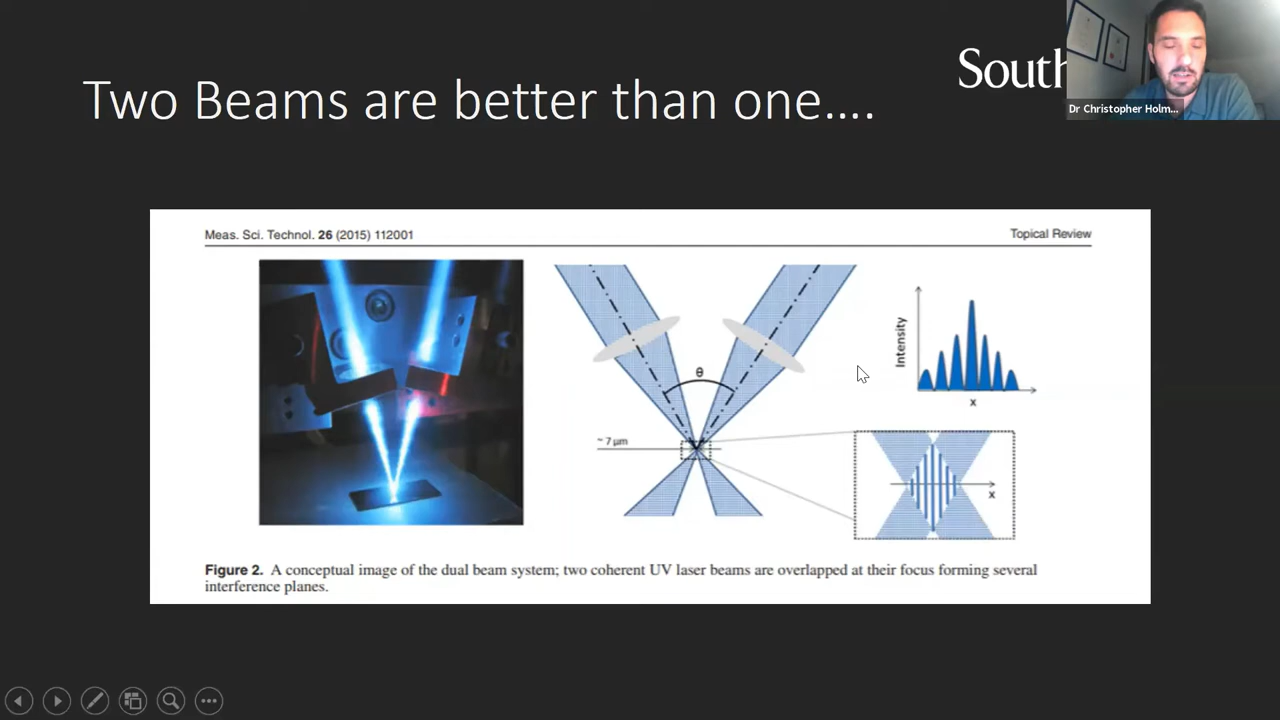 Two Beams are better than one....
South
Dr Christopher Holm...
Meas. Sci. Technol. 26 (2015) 112001
Topical Review
θ
~ 7 μm
Intensity
x
x
Figure 2. A conceptual image of the dual beam system; two coherent UV laser beams are overlapped at their focus forming several
interference planes.